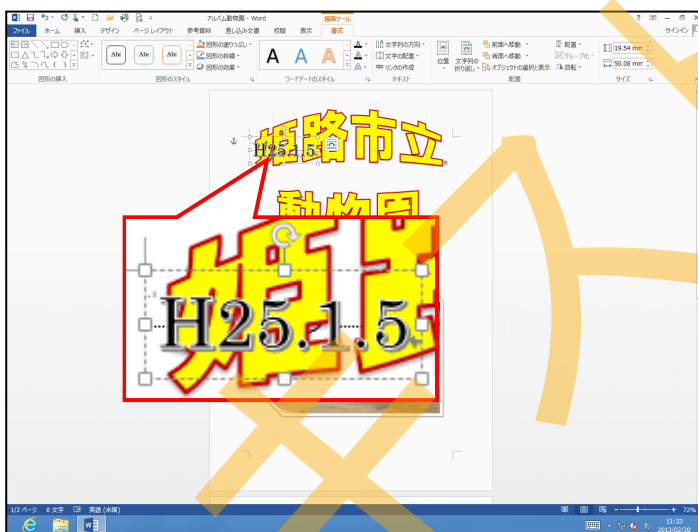 アルバム動物園 - Word
描画ツール
サインイン
ファイル ホーム 挿入 デザイン ページ レイアウト 参考資料 差し込み文書 校閲 表示 書式
Abc Abc Abc
図形の塗りつぶし
図形の枠線
図形の効果
A A A
文字列の方向
文字の配置
リンクの作成
位置 文字列の折り返し
前面へ移動
背面へ移動
オブジェクトの選択と表示
配置
グループ化
回転
19.54 mm
50.08 mm
図形の挿入 図形のスタイル ワードアートのスタイル テキスト 配置 サイズ
姫路市立
H25.1.5
動物園
H25.1.5
1/2 ページ 8 文字 英語 (米国)
72%
11:33
2013/02/20